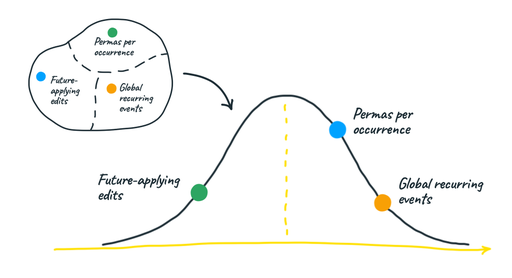 Permas per
occurrence
Future-
applying
edits
Global
recurring
events
Permas per
occurrence
Future-applying
edits
Global recurring
events